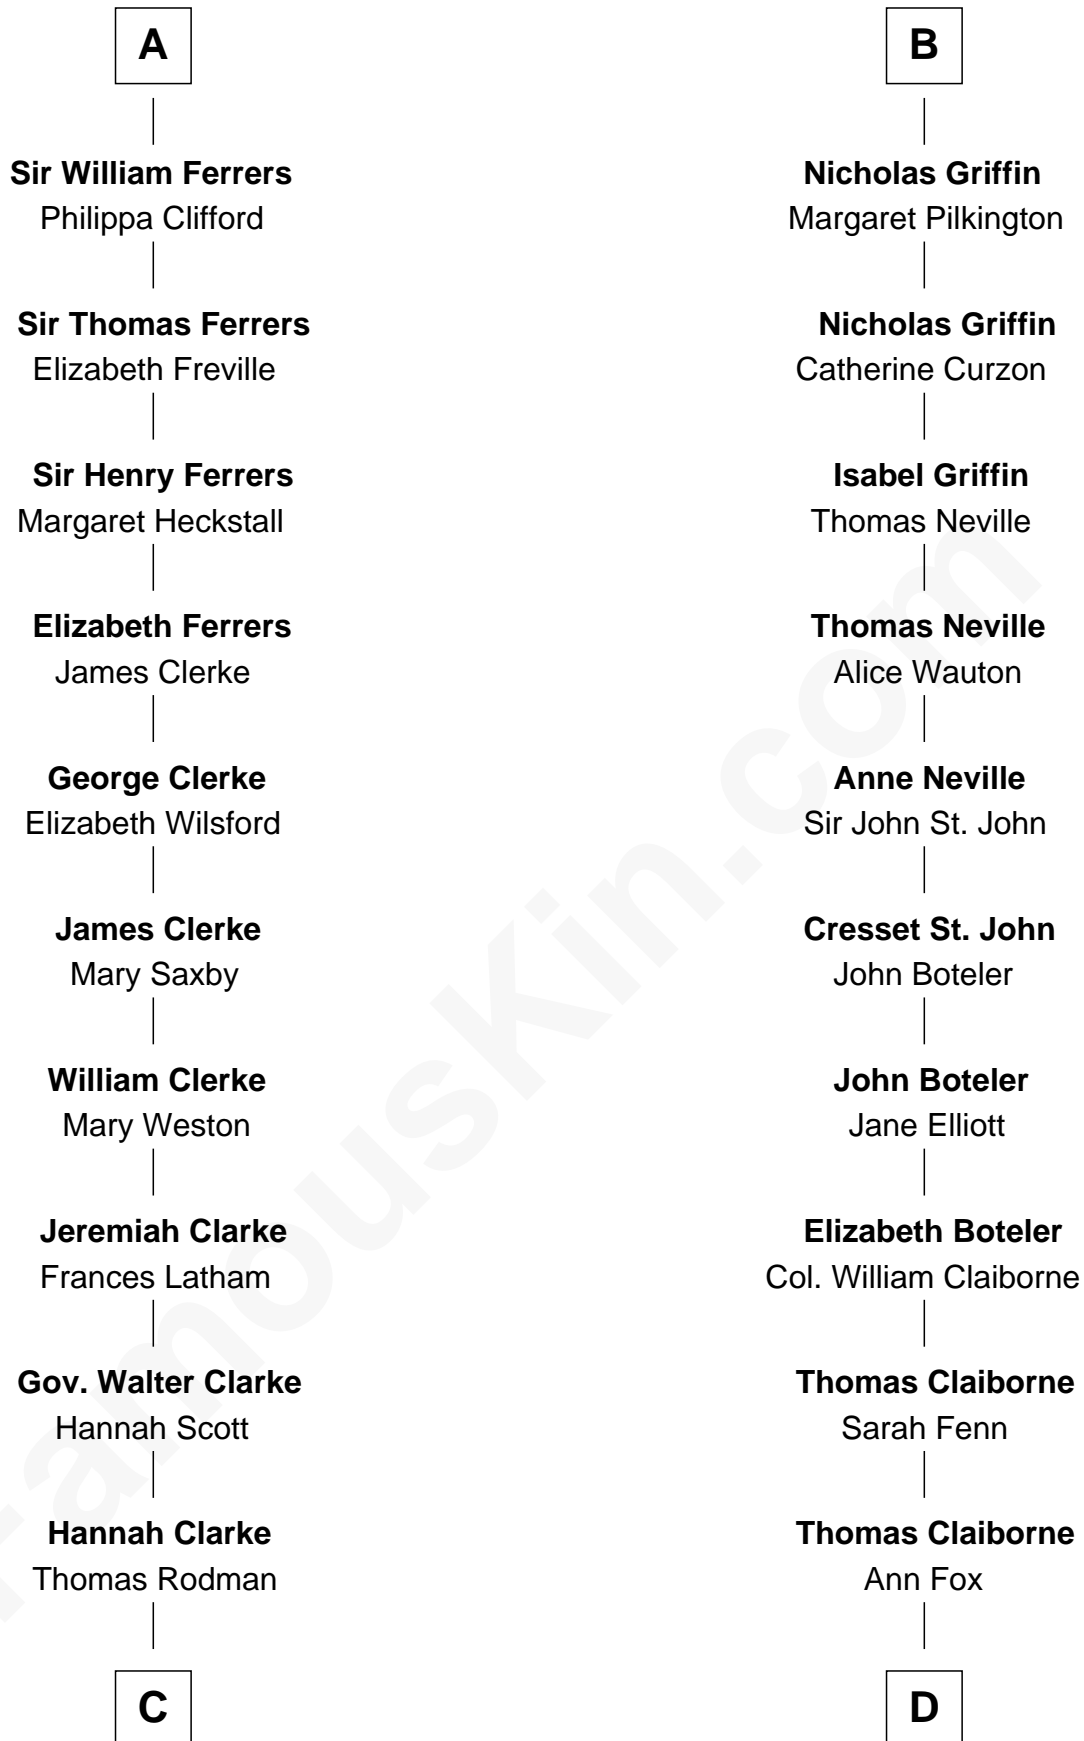 A
Sir William Ferrers
Philippa Clifford
Sir Thomas Ferrers
Elizabeth Freville
Sir Henry Ferrers
Margaret Heckstall
Elizabeth Ferrers
James Clerke
George Clerke
Elizabeth Wilsford
James Clerke
Mary Saxby
William Clerke
Mary Weston
Jeremiah Clarke
Frances Latham
Gov. Walter Clarke
Hannah Scott
Hannah Clarke
Thomas Rodman
C
B
Nicholas Griffin
Margaret Pilkington
Nicholas Griffin
Catherine Curzon
Isabel Griffin
Thomas Neville
Thomas Neville
Alice Wauton
Anne Neville
Sir John St. John
Cresset St. John
John Boteler
John Boteler
Jane Elliott
Elizabeth Boteler
Col. William Claiborne
Thomas Claiborne
Sarah Fenn
Thomas Claiborne
Ann Fox
D
FamousKin.com